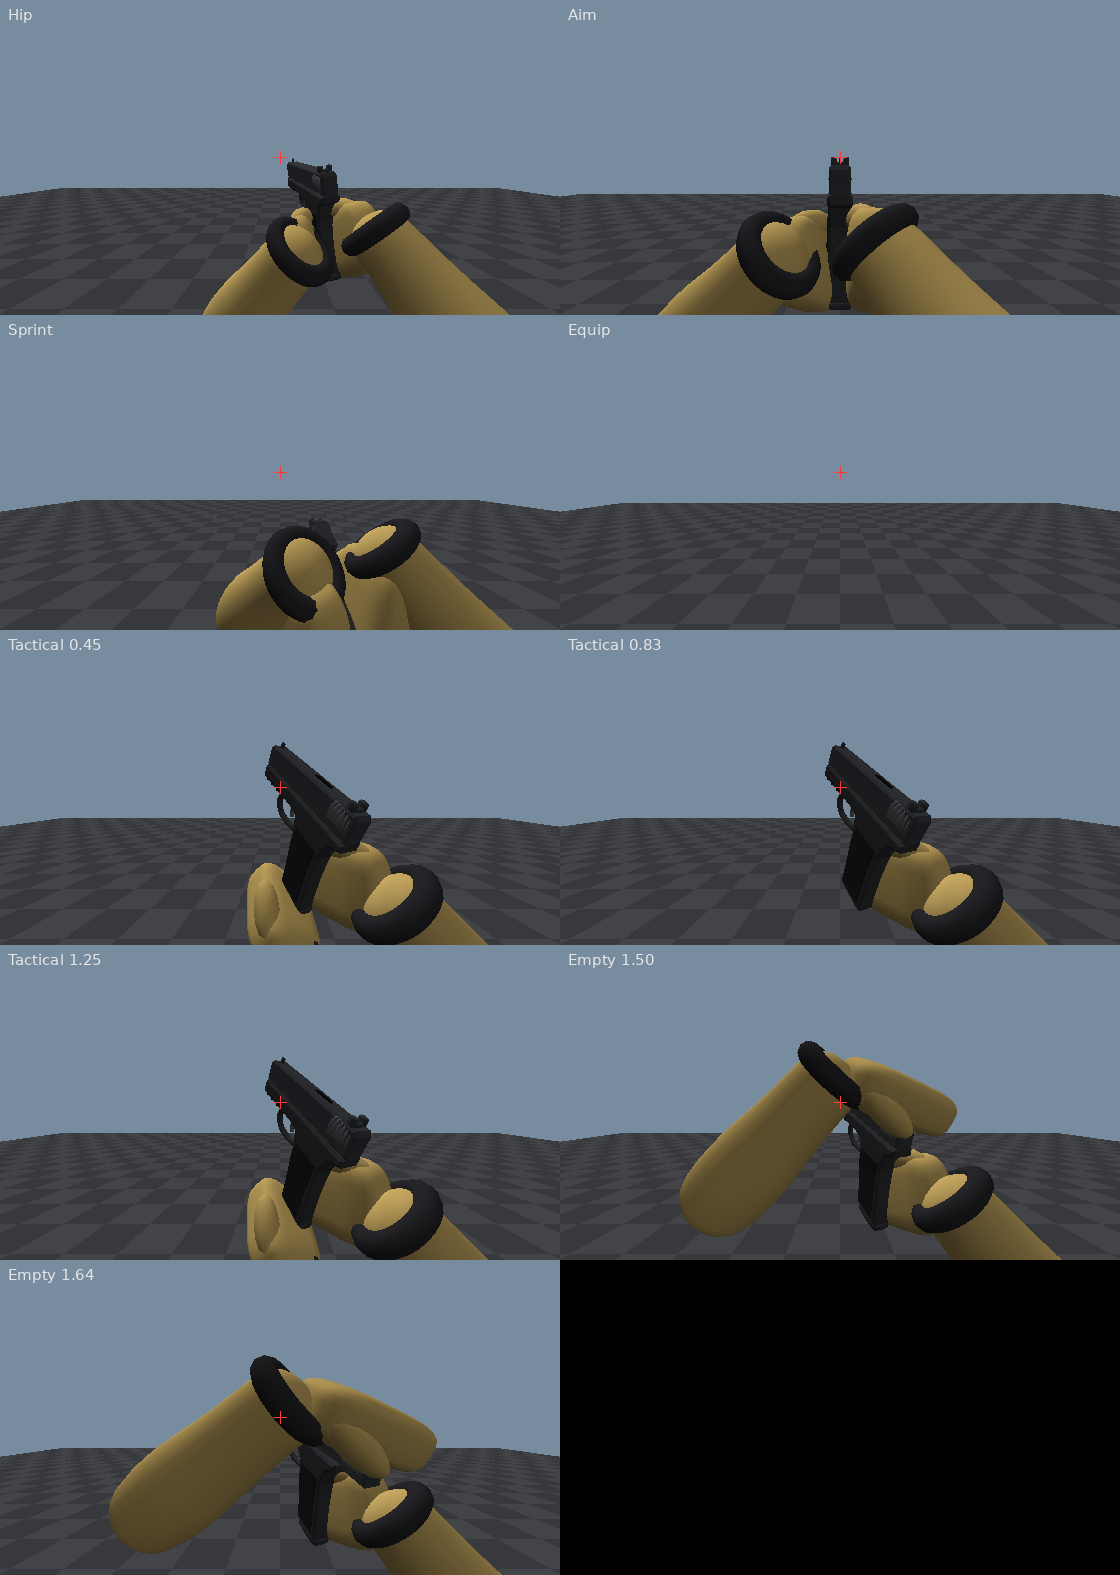 Hip
Aim
Sprint
Equip
Tactical 0.45
Tactical 0.83
Tactical 1.25
Empty 1.50
Empty 1.64